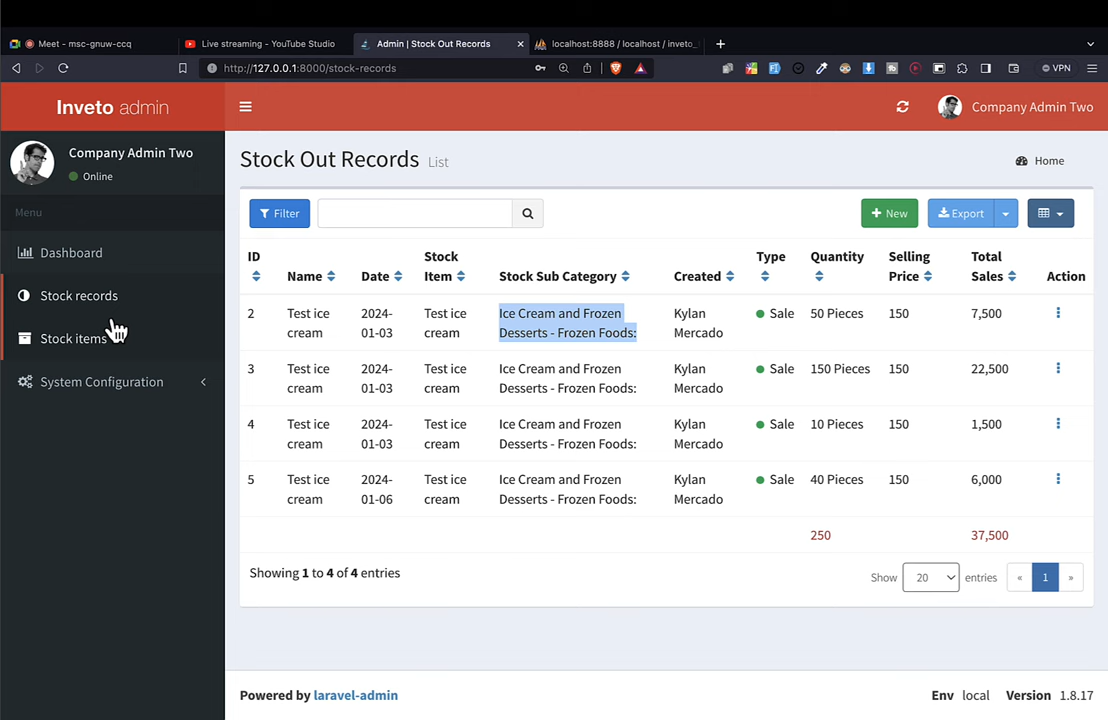 Meet - msc-gnuw-ccq
Live streaming - YouTube Studio
Admin | Stock Out Records
localhost:8888 / localhost / inveto_
http://127.0.0.1:8000/stock-records
VPN
Inveto admin
Company Admin Two
Company Admin Two
Online
Stock Out Records List
Home
Menu
Filter
New
Export
Dashboard
Stock records
Stock items
System Configuration
ID
Name
Date
Stock
Item
Stock Sub Category
Created
Type
Quantity
Selling
Price
Total
Sales
Action
2
Test ice
cream
2024-
01-03
Test ice
cream
Ice Cream and Frozen
Desserts - Frozen Foods:
Kylan
Mercado
Sale
50 Pieces
150
7,500
3
Test ice
cream
2024-
01-03
Test ice
cream
Ice Cream and Frozen
Desserts - Frozen Foods:
Kylan
Mercado
Sale
150 Pieces
150
22,500
4
Test ice
cream
2024-
01-03
Test ice
cream
Ice Cream and Frozen
Desserts - Frozen Foods:
Kylan
Mercado
Sale
10 Pieces
150
1,500
5
Test ice
cream
2024-
01-06
Test ice
cream
Ice Cream and Frozen
Desserts - Frozen Foods:
Kylan
Mercado
Sale
40 Pieces
150
6,000
250
37,500
Showing 1 to 4 of 4 entries
Show 20 entries
« 1 »
Powered by laravel-admin
Env local Version 1.8.17